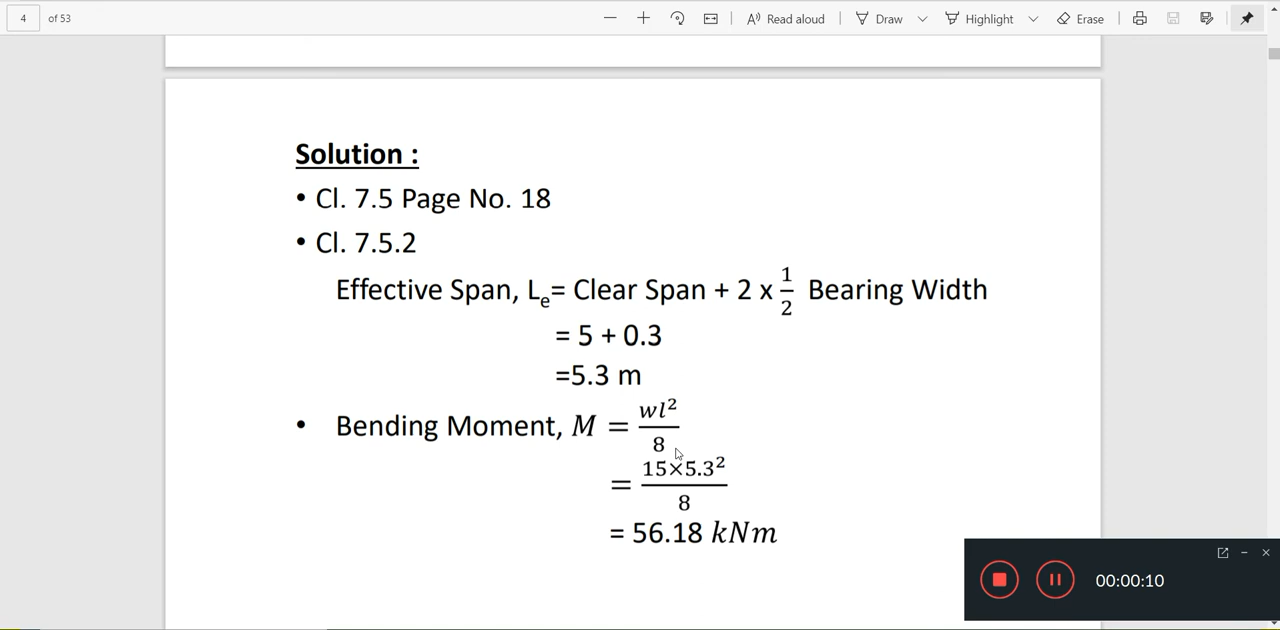 4 of 53 Read aloud Draw Highlight Erase
Solution :
• Cl. 7.5 Page No. 18
• Cl. 7.5.2
Effective Span, Lₑ= Clear Span + 2 x 1/2 Bearing Width
= 5 + 0.3
=5.3 m
• Bending Moment, M = wl²/8
= 15×5.3²/8
= 56.18 kNm
00:00:10